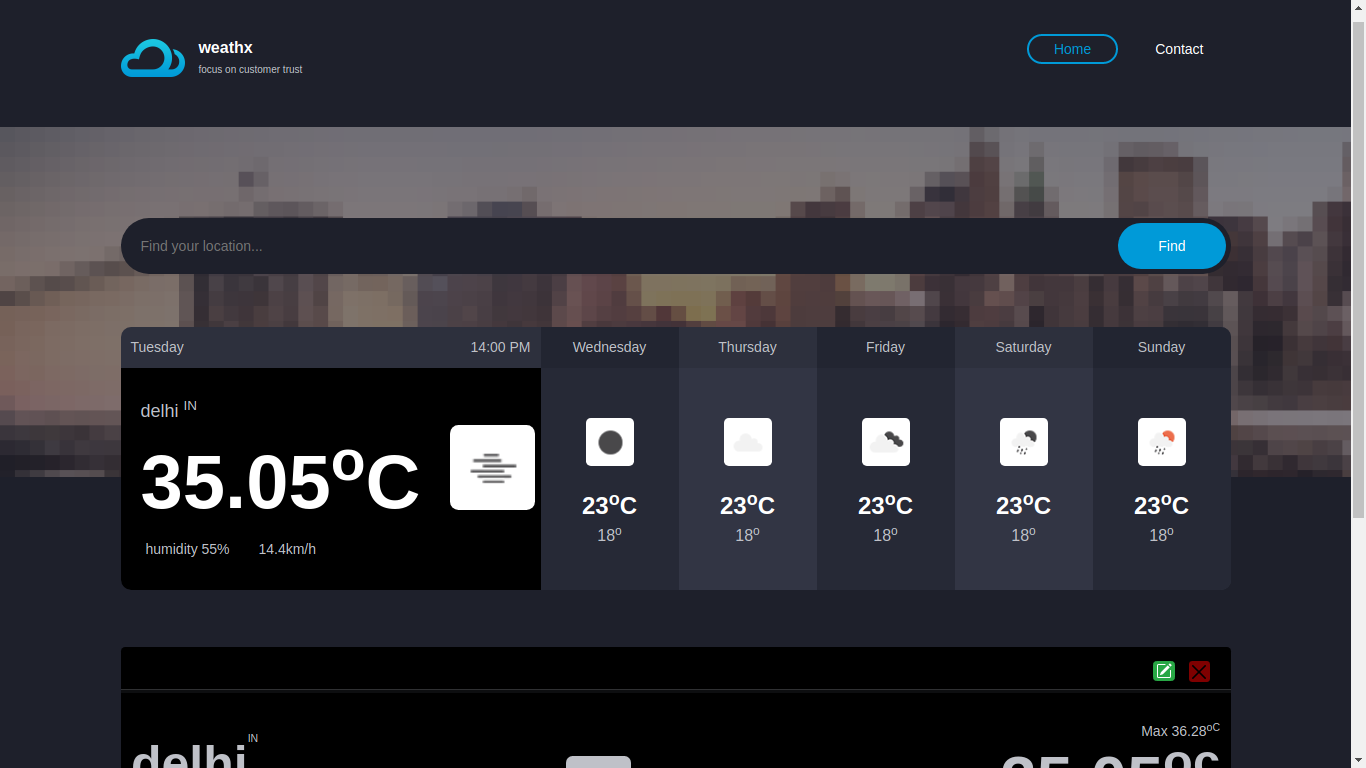 weathx
focus on customer trust
Home
Contact
Find your location...
Find
Tuesday
14:00 PM
Wednesday
Thursday
Friday
Saturday
Sunday
delhi IN
35.05°C
humidity 55%
14.4km/h
23°C
18°
23°C
18°
23°C
18°
23°C
18°
23°C
18°
Max 36.28°C
delhi IN
35.05°C